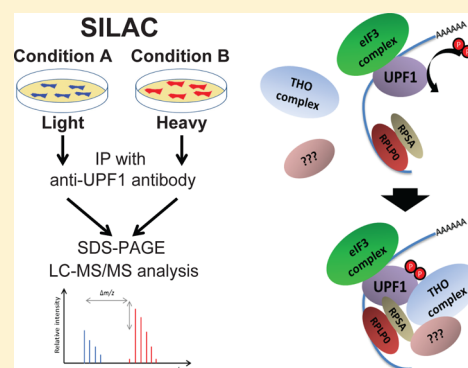 SILAC
Condition A
Condition B
Light
Heavy
IP with
anti-UPF1 antibody
SDS-PAGE
LC-MS/MS analysis
Δm/z
Relative intensity
eIF3
complex
AAAAAA
P
P
UPF1
THO
complex
RPSA
RPLP0
???
AAAAAA
eIF3
complex
P
P
UPF1
THO
complex
RPSA
RPLP0
???